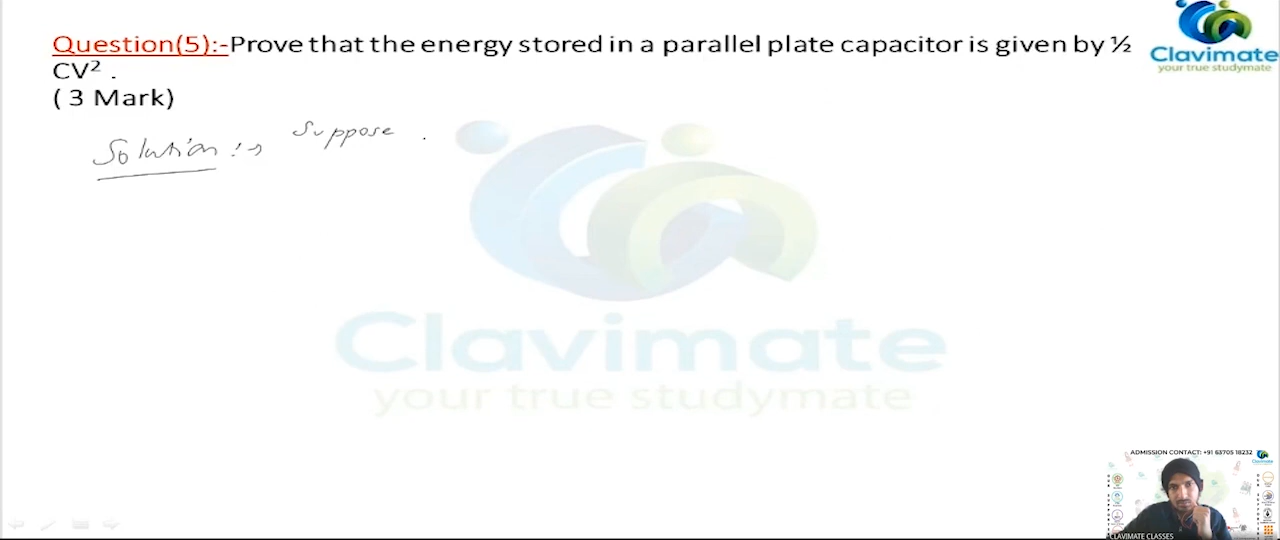 Question(5):-Prove that the energy stored in a parallel plate capacitor is given by ½
CV² .
( 3 Mark)
Clavimate
your true studymate
Solution :→ Suppose .
Clavimate
your true studymate
ADMISSION CONTACT: +91 63705 18232
Clavimate
CLAVIMATE CLASSES